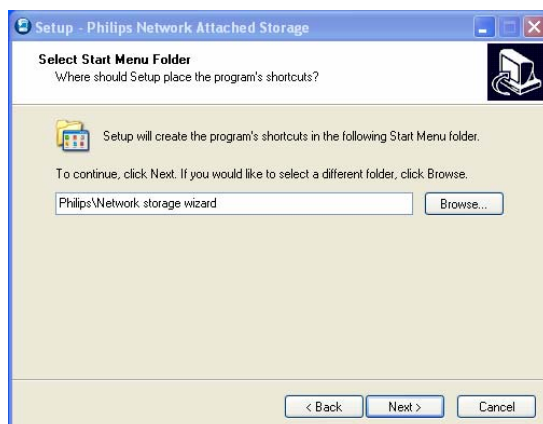 Setup - Philips Network Attached Storage
Select Start Menu Folder
Where should Setup place the program's shortcuts?
Setup will create the program's shortcuts in the following Start Menu folder.
To continue, click Next. If you would like to select a different folder, click Browse.
Philips\Network storage wizard
Browse...
< Back
Next >
Cancel